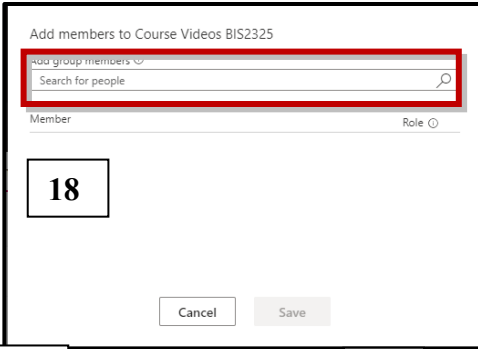 Add members to Course Videos BIS2325
Add group members
Search for people
Member Role
18
Cancel Save